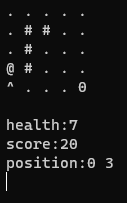 . . . . .
. # # . .
. # . . .
@ # . . .
^ . . . 0
health:7
score:20
position:0 3